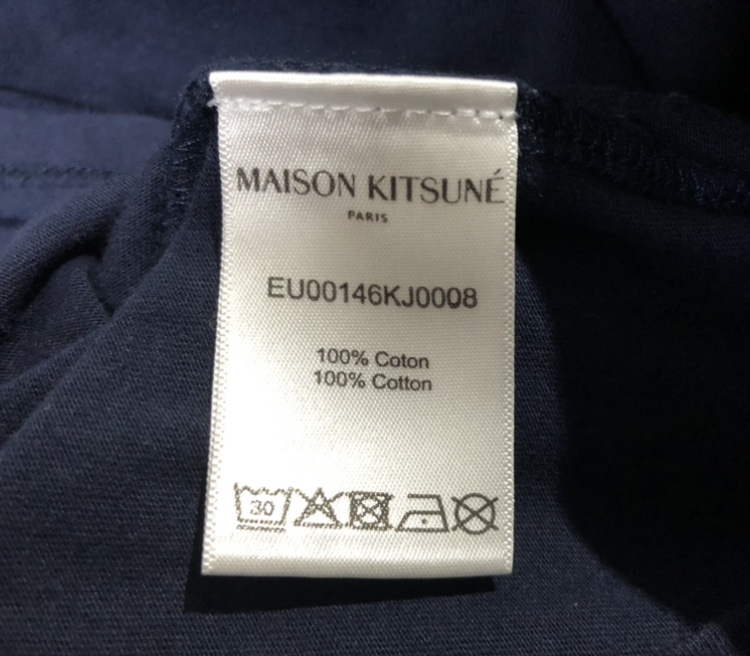 MAISON KITSUNÉ
PARIS
EU00146KJ0008
100% Coton
100% Cotton
30